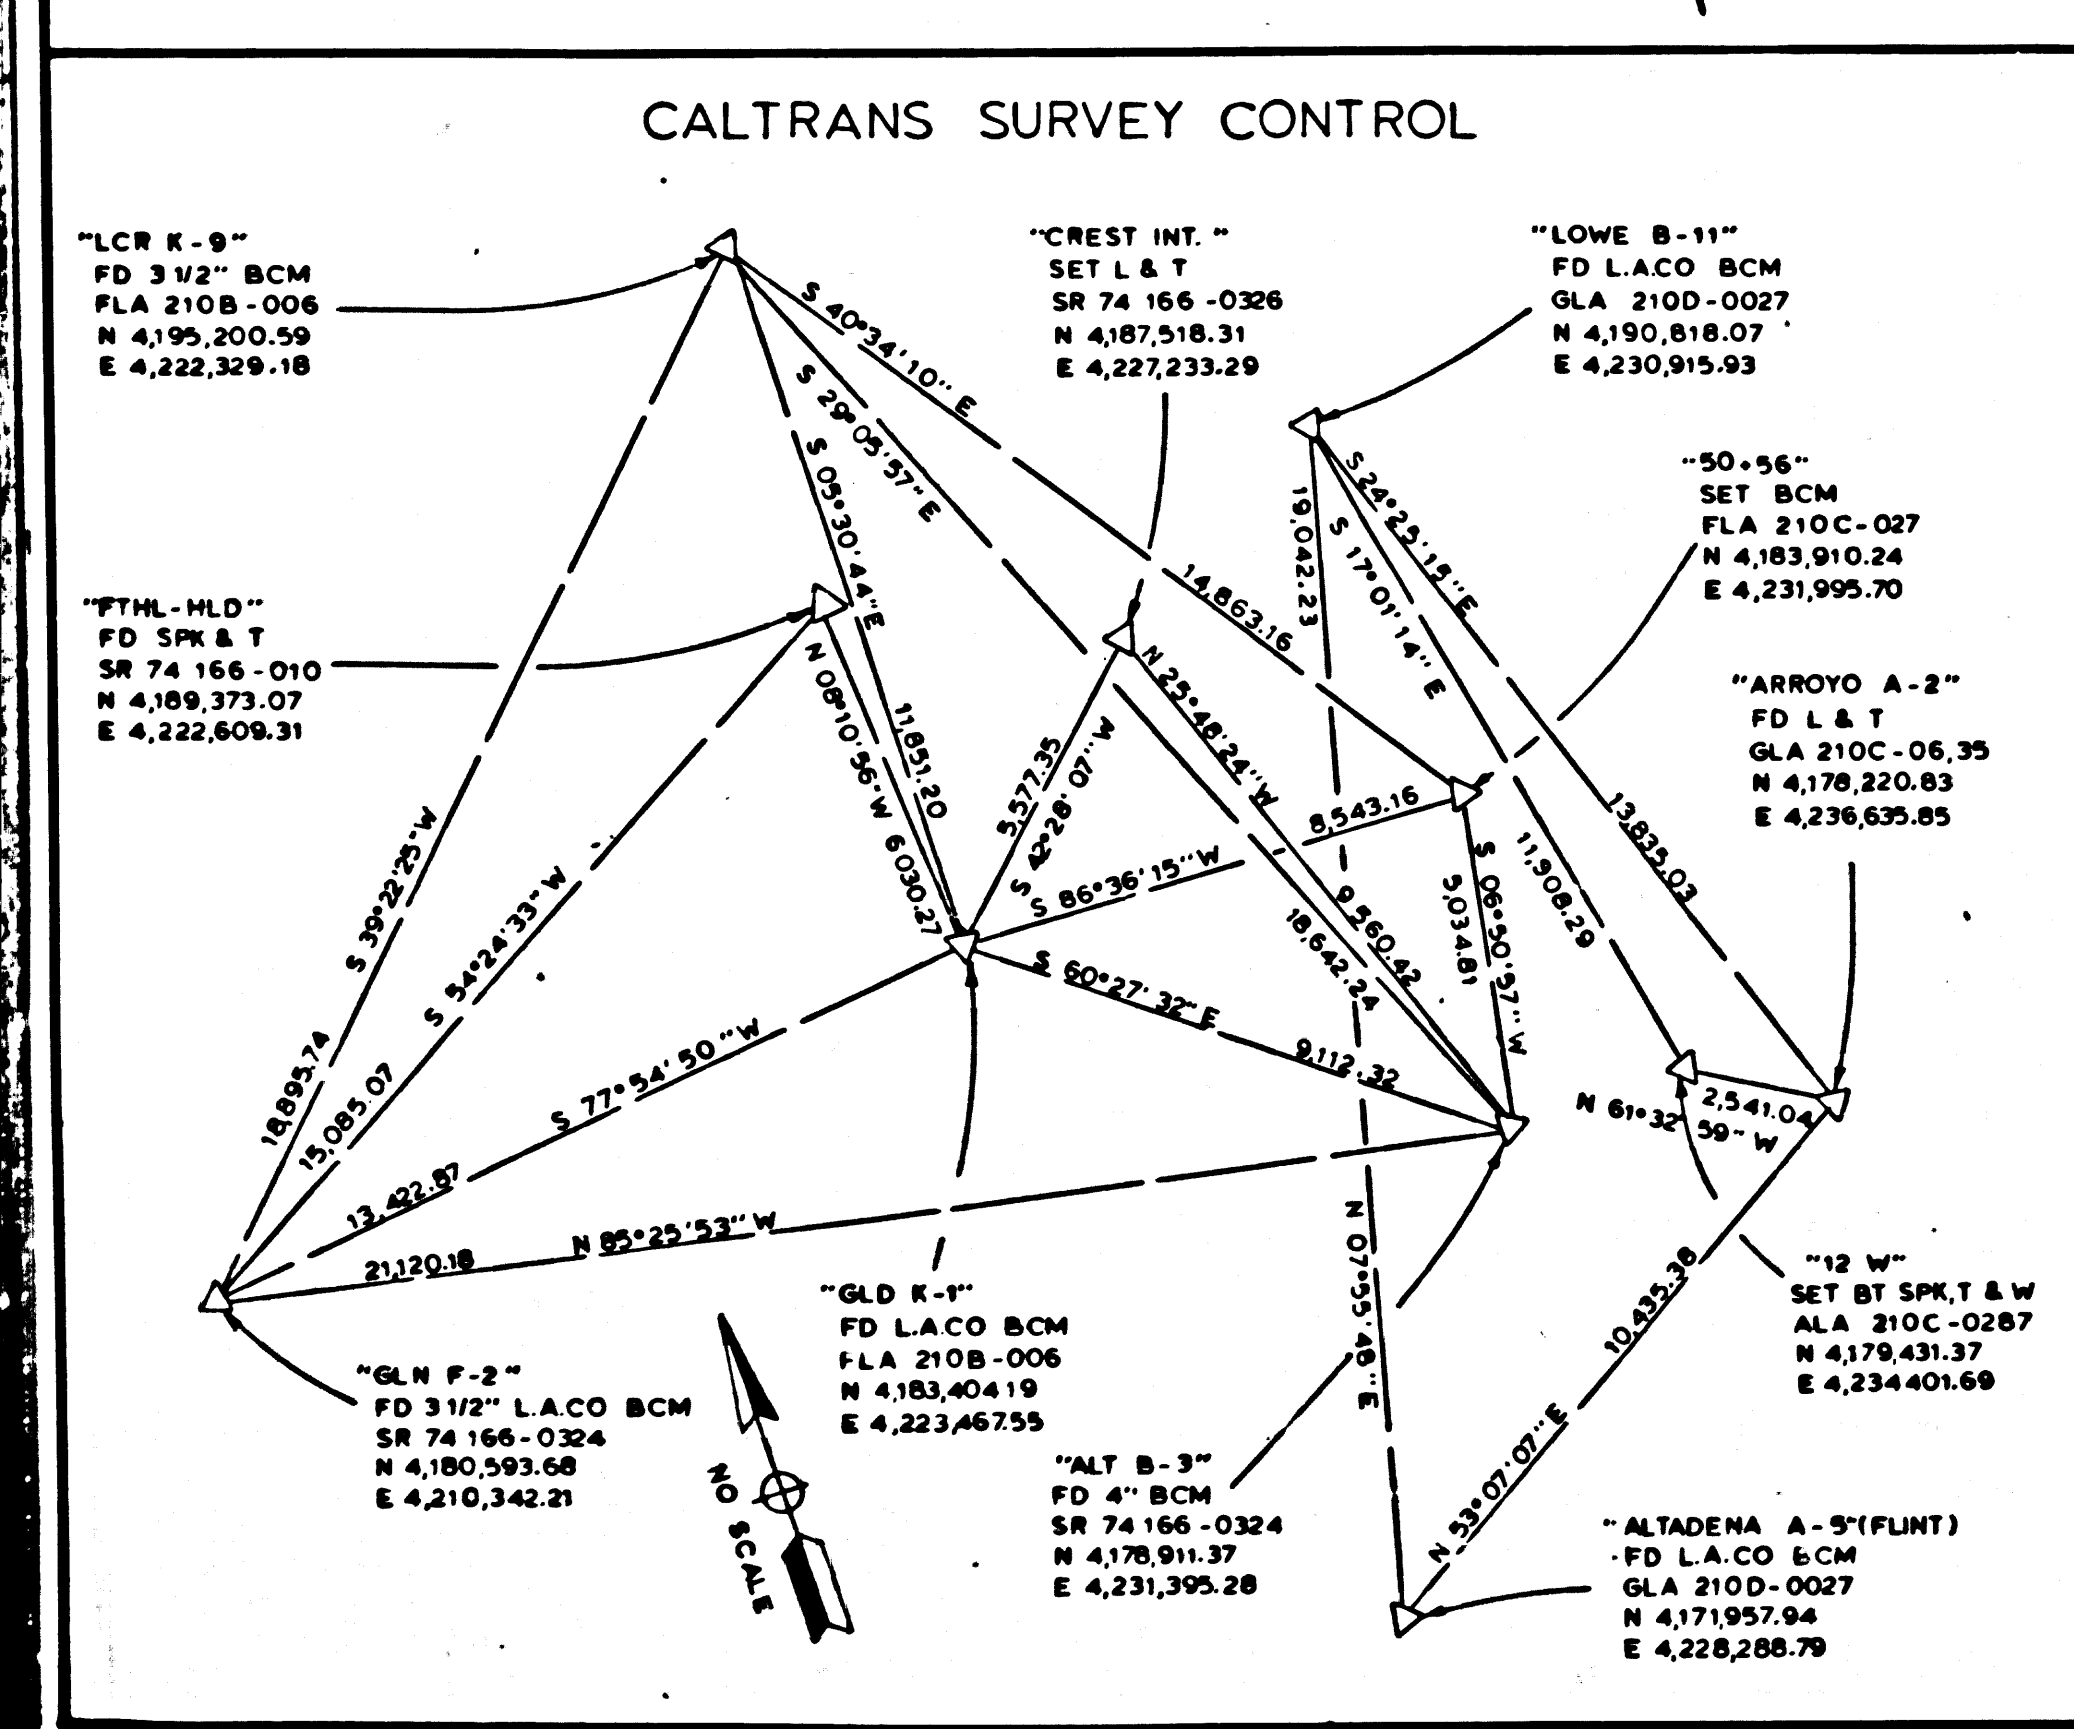 CALTRANS SURVEY CONTROL
"LCR K-9"
FD 3 1/2" BCM
FLA 210B-006
N 4,195,200.59
E 4,222,329.18
"CREST INT."
SET L & T
SR 74 166-0326
N 4,187,518.31
E 4,227,233.29
"LOWE B-11"
FD L.A.CO BCM
GLA 210D-0027
N 4,190,818.07
E 4,230,915.93
"50+56"
SET BCM
FLA 210C-027
N 4,183,910.24
E 4,231,995.70
"FTHL-HLD"
FD SPK & T
SR 74 166-010
N 4,189,373.07
E 4,222,609.31
"ARROYO A-2"
FD L & T
GLA 210C-06,35
N 4,178,220.83
E 4,236,635.85
S 40°34'10" E
14,863.16
S 29°05'57" E
18,642.24
S 05°30'44" E
11,851.20
N 08°10'56" W 6030.27
S 39°22'25" W
18,895.74
S 54°24'33" W
15,085.07
S 77°54'50" W
13,422.87
N 85°25'53" W
21,120.18
5,577.35
S 42°28'07" W
N 25°48'24" W
9,560.42
8,543.16
S 86°36'15" W
S 60°27'32" E
9,112.32
S 06°50'57" W
5,034.81
19,042.23
N 07°55'48" E
S 17°01'14" E
11,908.29
S 24°25'15" E
13,835.03
2,541.04
N 61°32'59" W
10,435.38
N 53°07'07" E
"GLN F-2"
FD 3 1/2" L.A.CO BCM
SR 74 166-0324
N 4,180,593.68
E 4,210,342.21
NO SCALE
"GLD K-1"
FD L.A.CO BCM
FLA 210B-006
N 4,183,404.19
E 4,223,467.55
"ALT B-3"
FD 4" BCM
SR 74 166-0324
N 4,178,911.37
E 4,231,395.28
"12 W"
SET BT SPK,T & W
ALA 210C-0287
N 4,179,431.37
E 4,234401.69
"ALTADENA A-5"(FLINT)
FD L.A.CO BCM
GLA 210D-0027
N 4,171,957.94
E 4,228,288.79